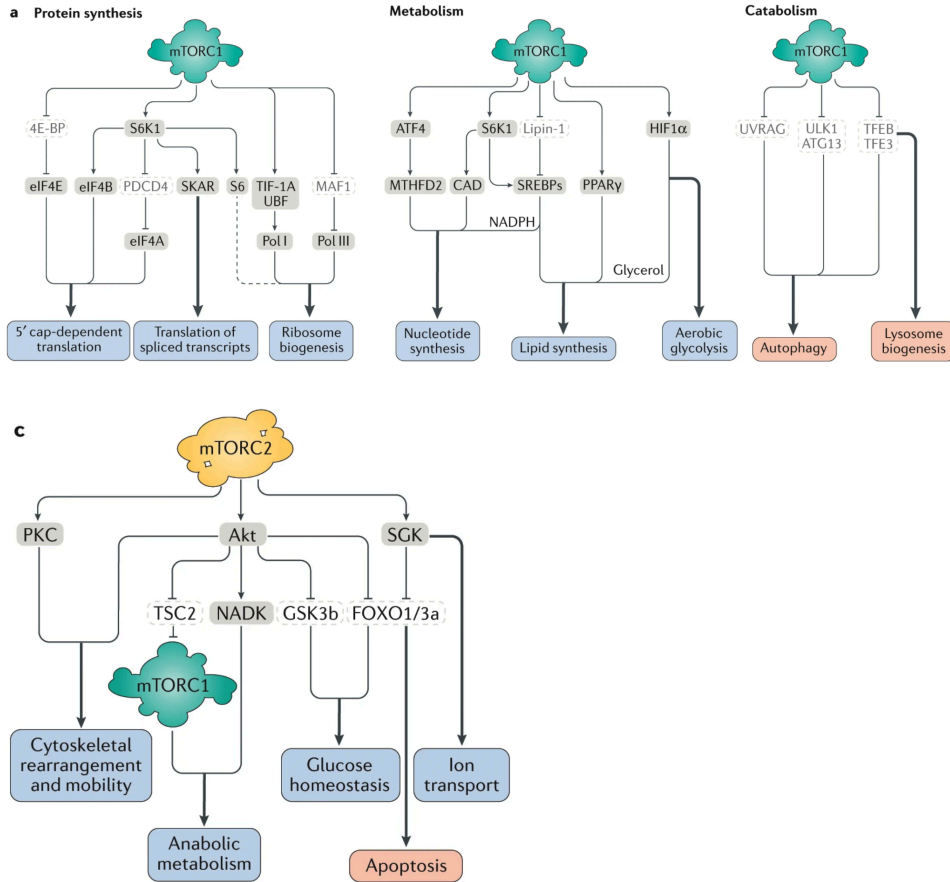 a Protein synthesis
Metabolism
Catabolism
mTORC1
mTORC1
mTORC1
4E-BP
S6K1
ATF4
S6K1
Lipin-1
HIF1α
UVRAG
ULK1
ATG13
TFEB
TFE3
eIF4E
eIF4B
PDCD4
SKAR
S6
TIF-1A
UBF
MAF1
MTHFD2
CAD
SREBPs
PPARγ
NADPH
eIF4A
Pol I
Pol III
Glycerol
5′ cap-dependent
translation
Translation of
spliced transcripts
Ribosome
biogenesis
Nucleotide
synthesis
Lipid synthesis
Aerobic
glycolysis
Autophagy
Lysosome
biogenesis
c
mTORC2
PKC
Akt
SGK
TSC2
NADK
GSK3b
FOXO1/3a
mTORC1
Cytoskeletal
rearrangement
and mobility
Glucose
homeostasis
Ion
transport
Anabolic
metabolism
Apoptosis